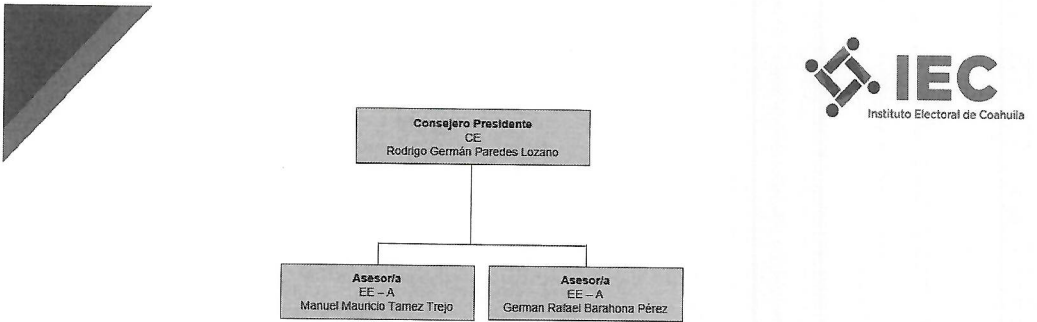 IEC
Instituto Electoral de Coahuila
Consejero Presidente
CE
Rodrigo Germán Paredes Lozano
Asesor/a
EE – A
Manuel Mauricio Tamez Trejo
Asesor/a
EE – A
German Rafael Barahona Pérez